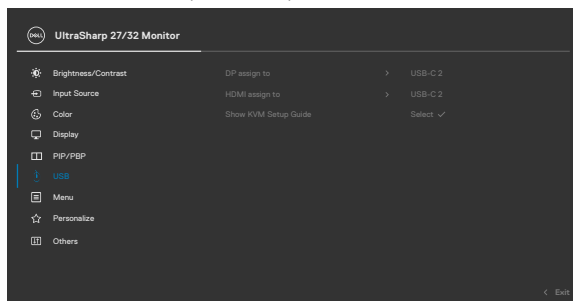 DELL UltraSharp 27/32 Monitor
Brightness/Contrast DP assign to > USB-C 2
Input Source HDMI assign to > USB-C 2
Color Show KVM Setup Guide Select ✓
Display
PIP/PBP
USB
Menu
Personalize
Others
< Exit